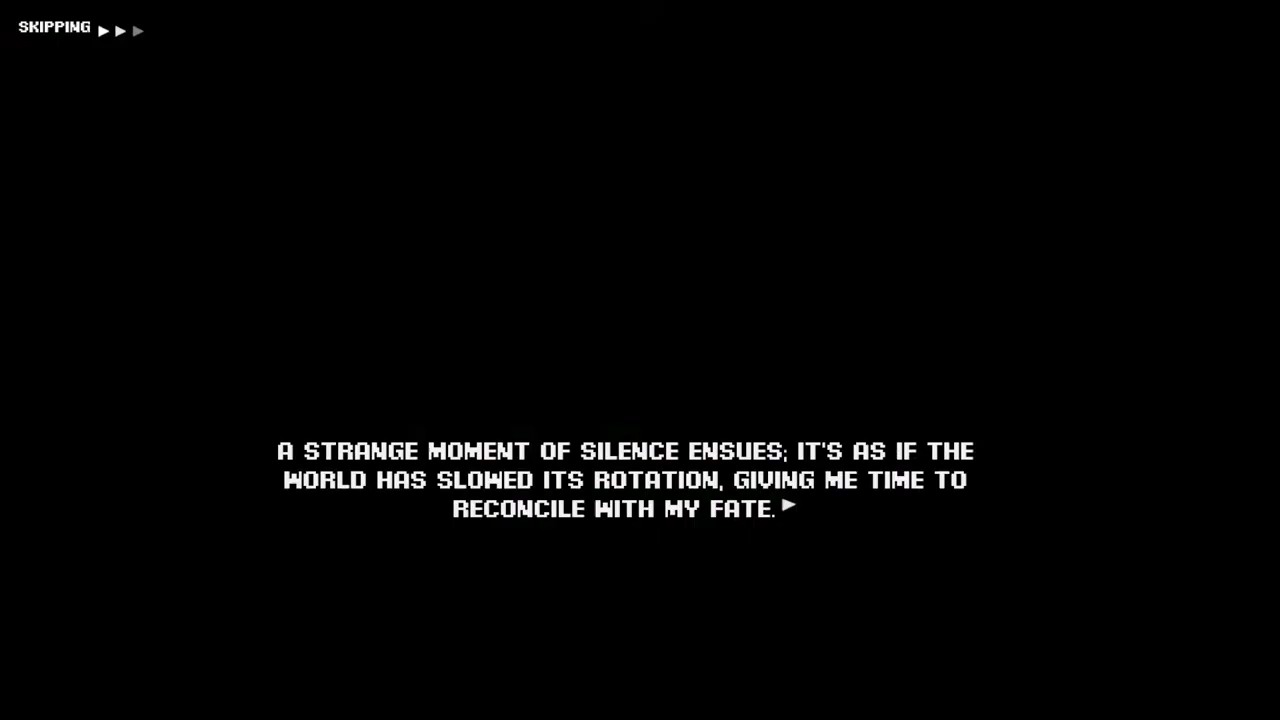 SKIPPING ▶▶▶
A STRANGE MOMENT OF SILENCE ENSUES; IT'S AS IF THE
WORLD HAS SLOWED ITS ROTATION, GIVING ME TIME TO
RECONCILE WITH MY FATE.▶